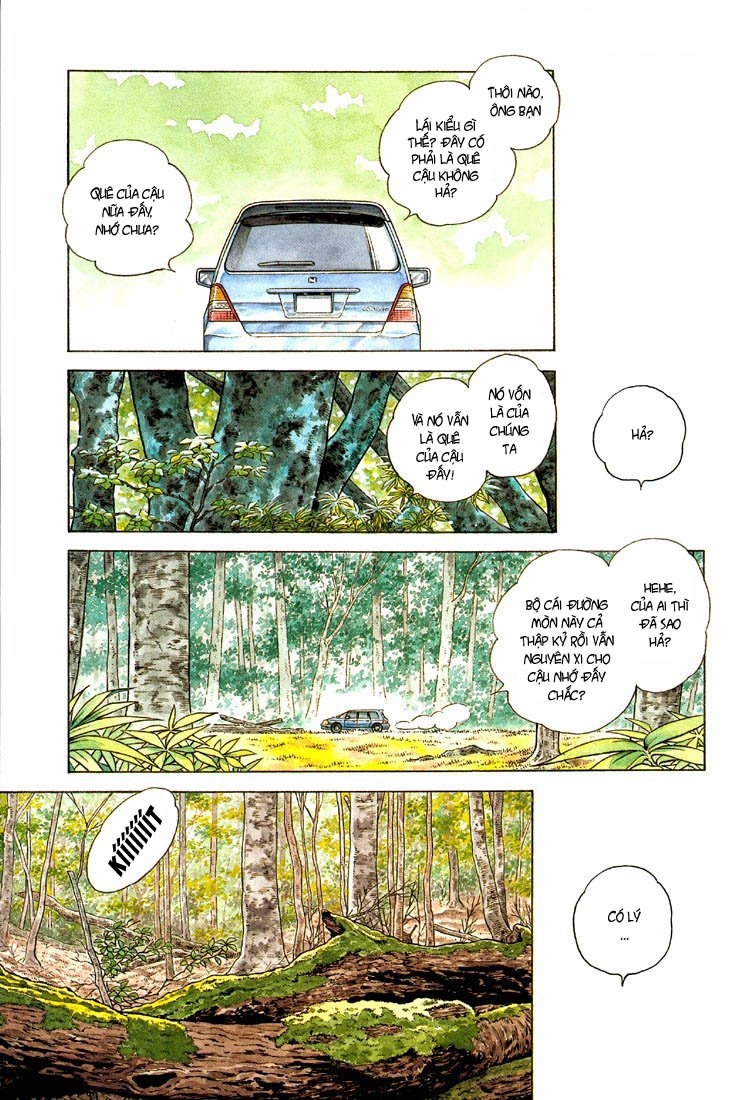 THÔI NÀO,
ÔNG BẠN
LÁI KIỂU GÌ
THẾ? ĐÂY CÓ
PHẢI LÀ QUÊ
CẬU KHÔNG
HẢ?
QUÊ CỦA CẬU
NỮA ĐẤY,
NHỚ CHƯA?
HẢ?
NÓ VỐN
LÀ CỦA
CHÚNG
TA
VÀ NÓ VẪN
LÀ QUÊ
CỦA CẬU
ĐẤY!
HEHE,
CỦA AI THÌ
ĐÃ SAO
HẢ?
BỘ CÁI ĐƯỜNG
MÒN NÀY CẢ
THẬP KỶ RỒI VẪN
NGUYÊN XI CHO
CẬU NHỚ ĐẤY
CHẮC?
KÍÍÍÍÍÍT
CÓ LÝ
...